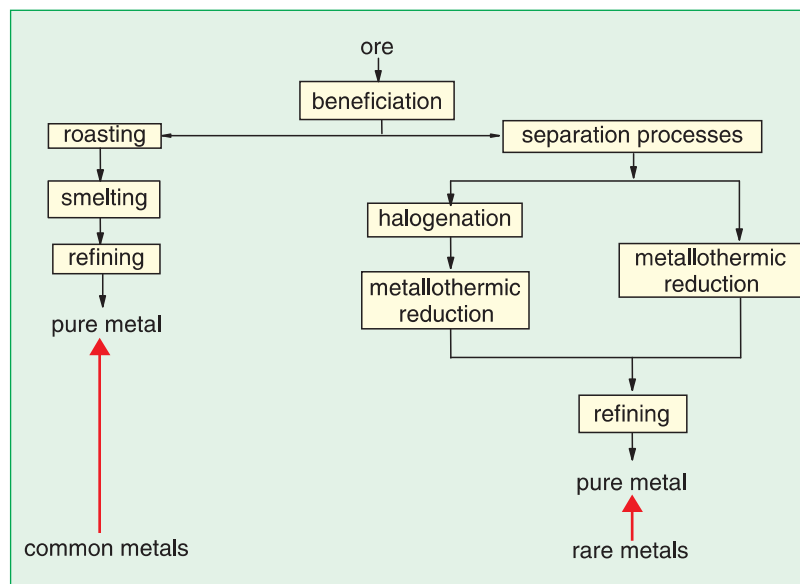 ore
beneficiation
roasting
separation processes
smelting
halogenation
refining
metallothermic
reduction
metallothermic
reduction
pure metal
refining
pure metal
common metals
rare metals